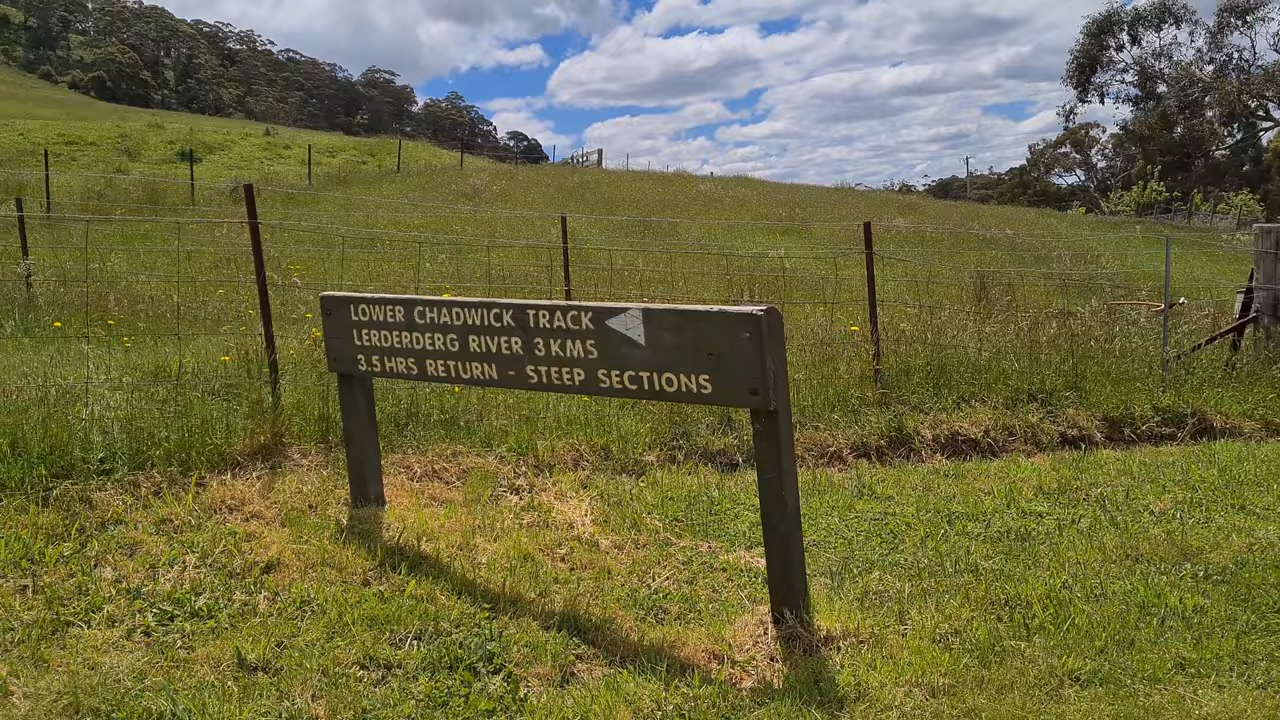 LOWER CHADWICK TRACK
LERDERDERG RIVER 3 KMS
3.5 HRS RETURN - STEEP SECTIONS